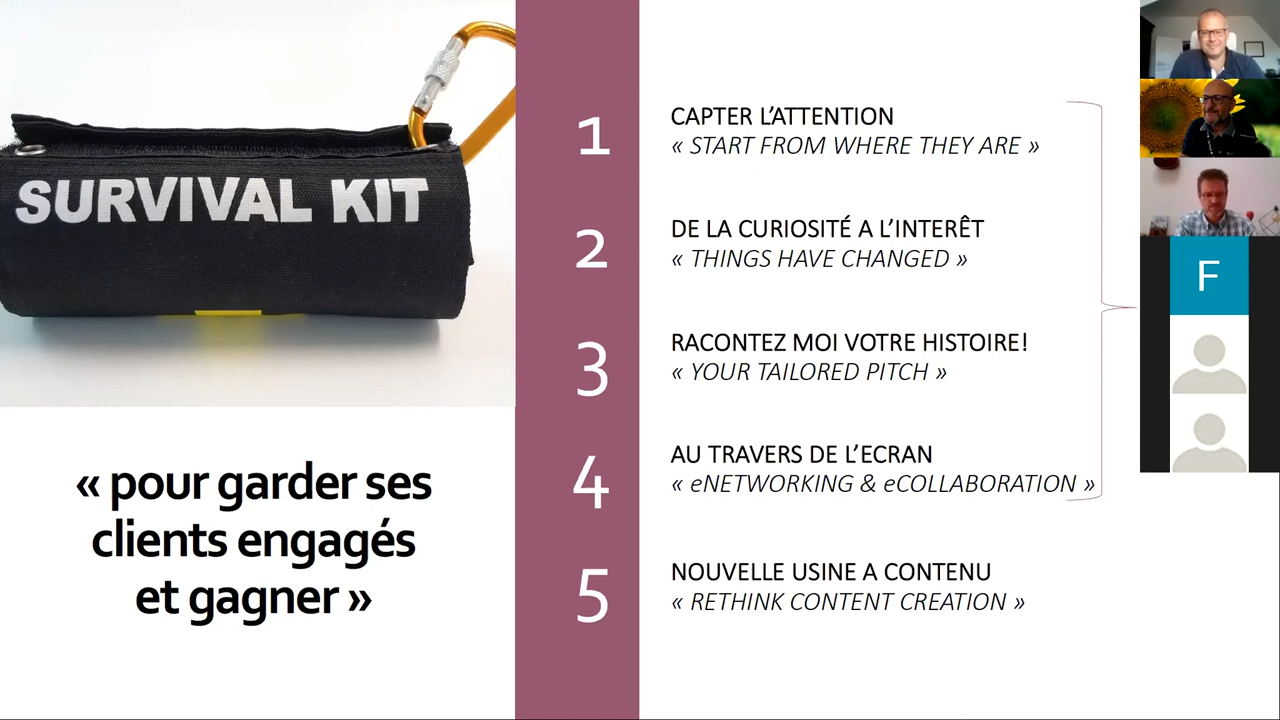 SURVIVAL KIT
« pour garder ses
clients engagés
et gagner »
1
CAPTER L’ATTENTION
« START FROM WHERE THEY ARE »
2
DE LA CURIOSITÉ A L’INTERÊT
« THINGS HAVE CHANGED »
3
RACONTEZ MOI VOTRE HISTOIRE!
« YOUR TAILORED PITCH »
4
AU TRAVERS DE L’ECRAN
« eNETWORKING & eCOLLABORATION »
5
NOUVELLE USINE A CONTENU
« RETHINK CONTENT CREATION »
F